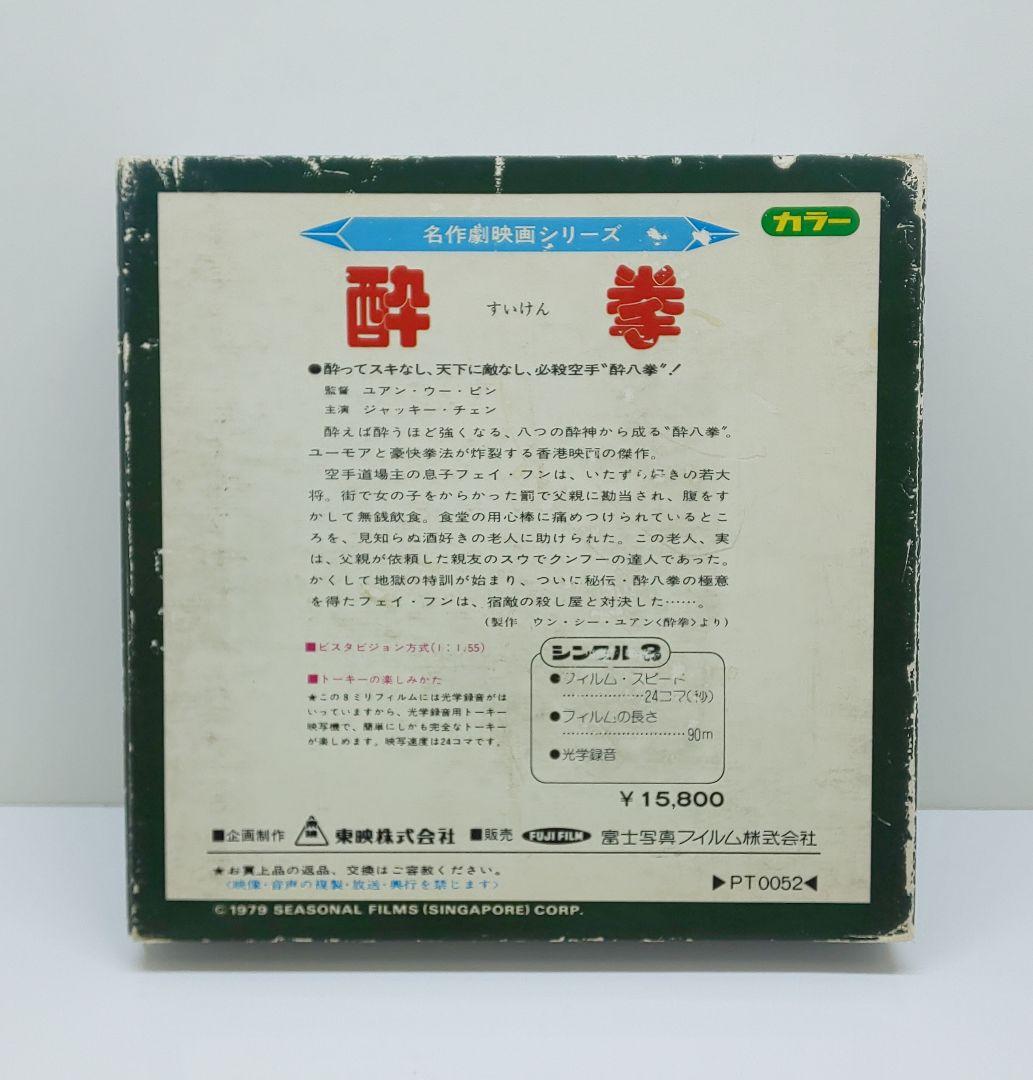 名作劇映画シリーズ
カラー
酔 すいけん 拳
●酔ってスキなし、天下に敵なし、必殺空手〝酔八拳〟!
監督 ユアン・ウー・ピン
主演 ジャッキー・チェン
酔えば酔うほど強くなる、八つの酔神から成る〝酔八拳〟。
ユーモアと豪快拳法が炸裂する香港映画の傑作。
空手道場主の息子フェイ・フンは、いたずら好きの若大
将。街で女の子をからかった罰で父親に勘当され、腹をす
かして無銭飲食。食堂の用心棒に痛めつけられているとこ
ろを、見知らぬ酒好きの老人に助けられた。この老人、実
は、父親が依頼した親友のスウでクンフーの達人であった。
かくして地獄の特訓が始まり、ついに秘伝・酔八拳の極意
を得たフェイ・フンは、宿敵の殺し屋と対決した……。
(製作 ウン・シー・ユアン<酔拳>より)
■ビスタビジョン方式(1:1.55)
■トーキーの楽しみかた
★この8ミリフィルムには光学録音がは
いっていますから、光学録音用トーキー
映写機で、簡単にしかも完全なトーキー
が楽しめます。映写速度は24コマです。
シングル8
●フィルム・スピード
……………24コマ(秒)
●フィルムの長さ
……………………90m
●光学録音
¥15,800
■企画制作 東映 東映株式会社 ■販売 FUJI FILM 富士写真フイルム株式会社
★お買上品の返品、交換はご容赦ください。
<映像・音声の複製・放送・興行を禁じます>
▶PT0052◀
©1979 SEASONAL FILMS (SINGAPORE) CORP.